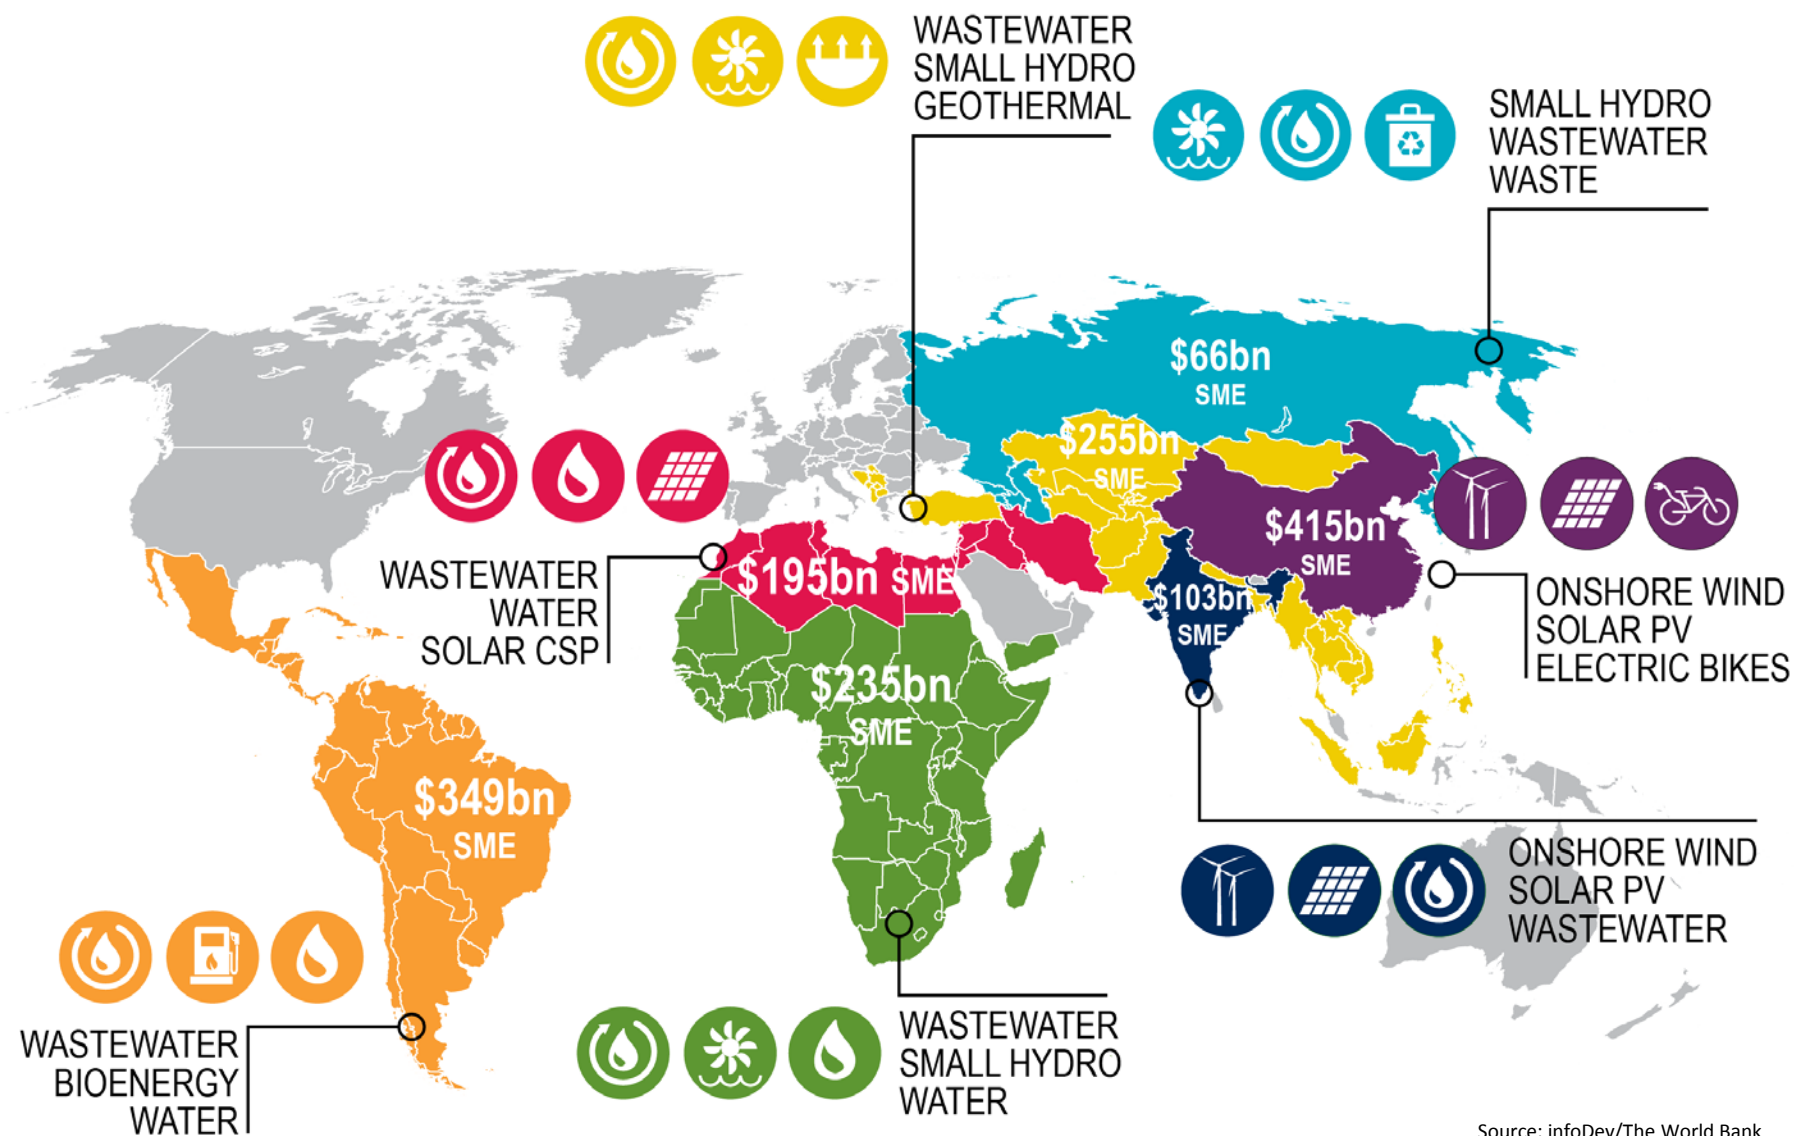 WASTEWATER
SMALL HYDRO
GEOTHERMAL
SMALL HYDRO
WASTEWATER
WASTE
$66bn
SME
$255bn
SME
$415bn
SME
WASTEWATER
WATER
SOLAR CSP
$195bn SME
$103bn
SME
ONSHORE WIND
SOLAR PV
ELECTRIC BIKES
$235bn
SME
$349bn
SME
ONSHORE WIND
SOLAR PV
WASTEWATER
WASTEWATER
BIOENERGY
WATER
WASTEWATER
SMALL HYDRO
WATER
Source: infoDev/The World Bank